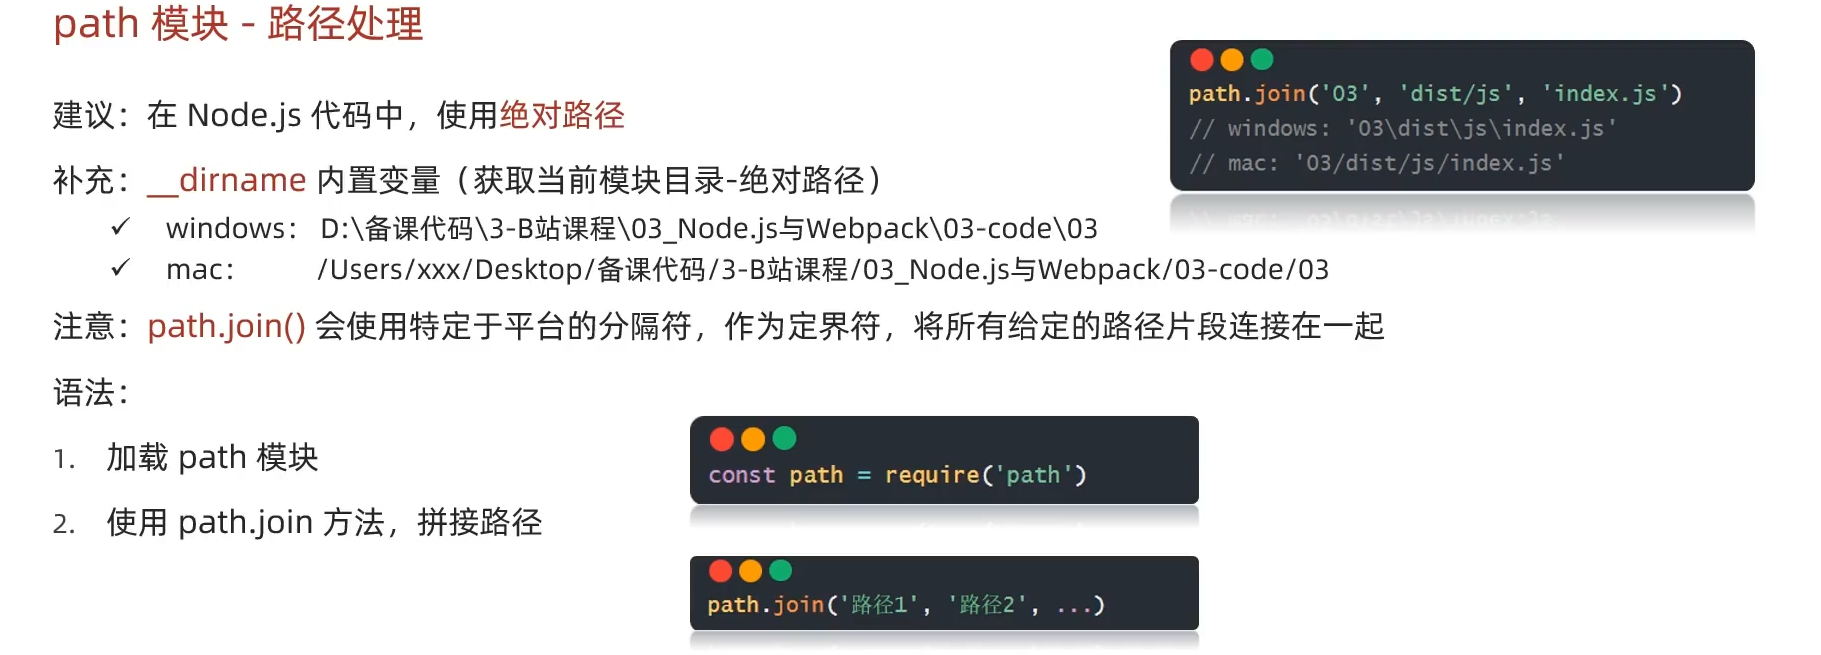 path 模块 - 路径处理
建议：在 Node.js 代码中，使用绝对路径
补充：__dirname 内置变量（获取当前模块目录-绝对路径）
✓ windows： D:\备课代码\3-B站课程\03_Node.js与Webpack\03-code\03
✓ mac： /Users/xxx/Desktop/备课代码/3-B站课程/03_Node.js与Webpack/03-code/03
注意：path.join() 会使用特定于平台的分隔符，作为定界符，将所有给定的路径片段连接在一起
语法：
1. 加载 path 模块
2. 使用 path.join 方法，拼接路径
path.join('03', 'dist/js', 'index.js')
// windows: '03\dist\js\index.js'
// mac: '03/dist/js/index.js'
const path = require('path')
path.join('路径1', '路径2', ...)